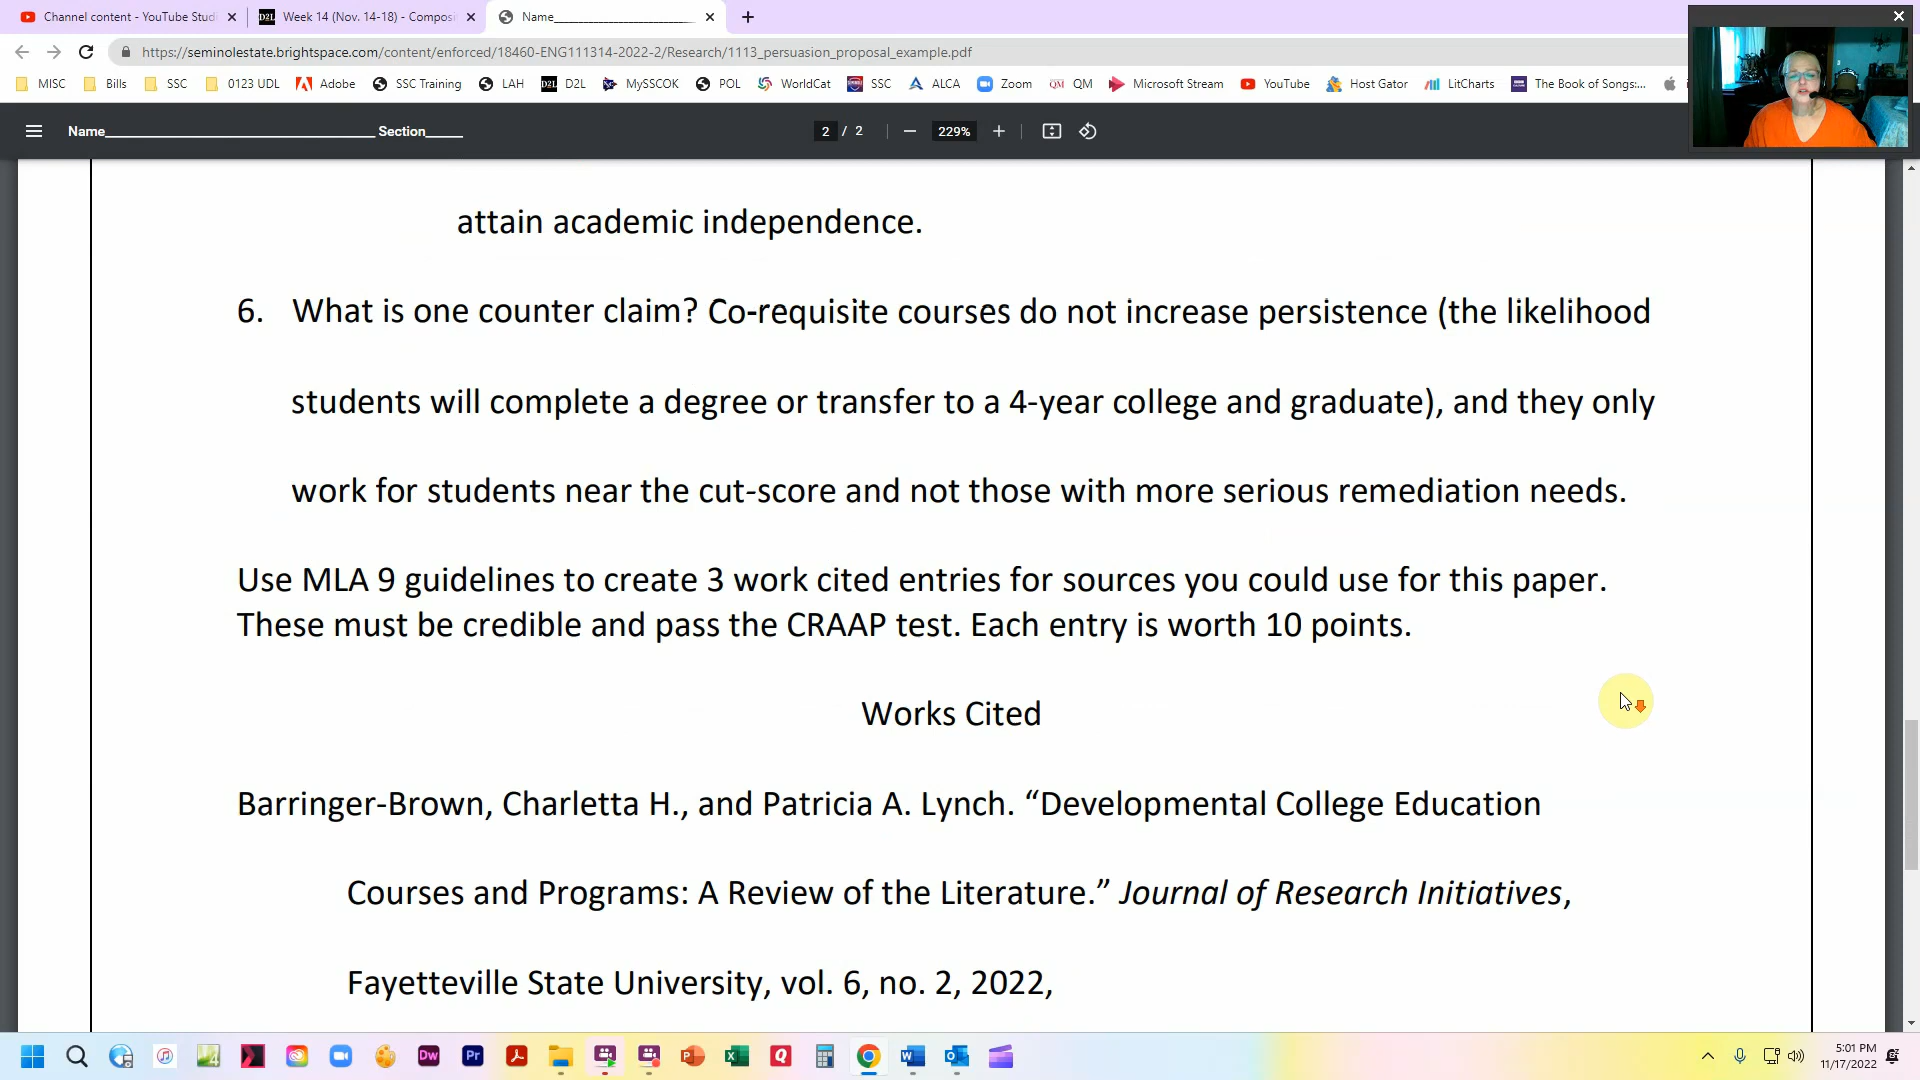 Channel content - YouTube Studi
Week 14 (Nov. 14-18) - Composi
Name____________________________
https://seminolestate.brightspace.com/content/enforced/18460-ENG111314-2022-2/Research/1113_persuasion_proposal_example.pdf
MISC Bills SSC 0123 UDL Adobe SSC Training LAH D2L MySSCOK POL WorldCat SSC ALCA Zoom QM Microsoft Stream YouTube Host Gator LitCharts The Book of Songs:...
Name______________________________ Section_____ 2 / 2 229%
attain academic independence.
6. What is one counter claim? Co-requisite courses do not increase persistence (the likelihood
students will complete a degree or transfer to a 4-year college and graduate), and they only
work for students near the cut-score and not those with more serious remediation needs.
Use MLA 9 guidelines to create 3 work cited entries for sources you could use for this paper.
These must be credible and pass the CRAAP test. Each entry is worth 10 points.
Works Cited
Barringer-Brown, Charletta H., and Patricia A. Lynch. “Developmental College Education
Courses and Programs: A Review of the Literature.” Journal of Research Initiatives,
Fayetteville State University, vol. 6, no. 2, 2022,
5:01 PM
11/17/2022